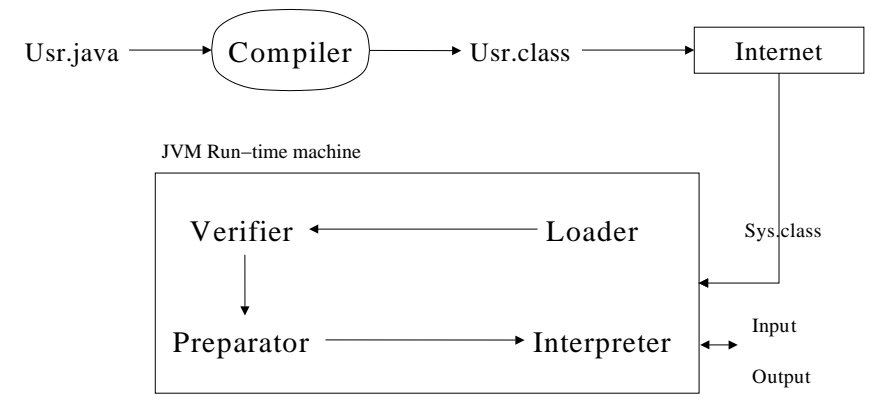 Usr.java Compiler Usr.class Internet
JVM Run−time machine
Verifier Loader Sys.class
Input
Preparator Interpreter
Output